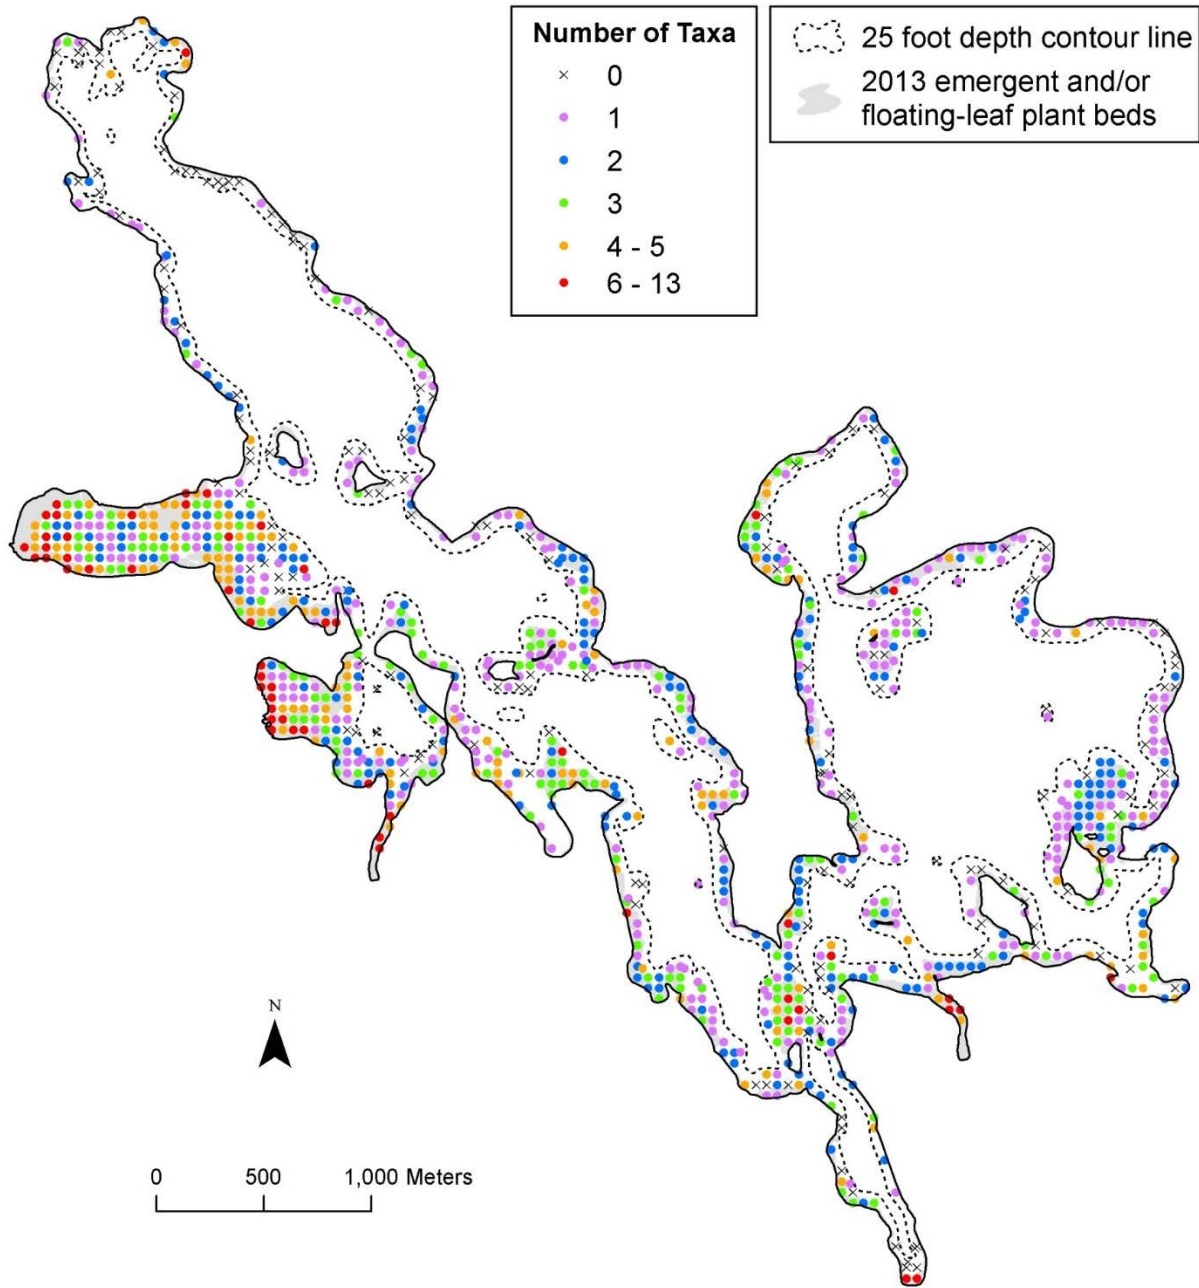 Number of Taxa
0
1
2
3
4 - 5
6 - 13
25 foot depth contour line
2013 emergent and/or
floating-leaf plant beds
N
0 500 1,000 Meters